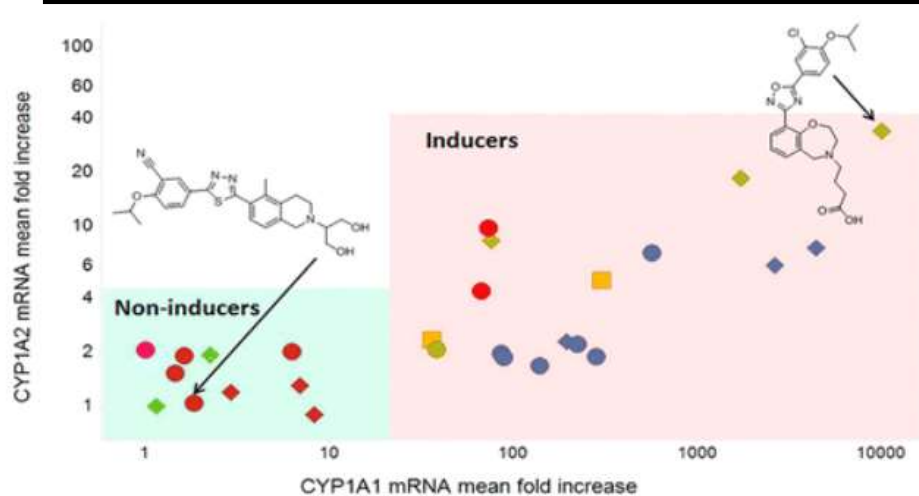 100
60
40
20
10
6
4
2
1
CYP1A2 mRNA mean fold increase
Inducers
Non-inducers
N
O
N
N
S
N
OH
OH
Cl
O
O
N
N
O
N
O
OH
1
10
100
1000
10000
CYP1A1 mRNA mean fold increase